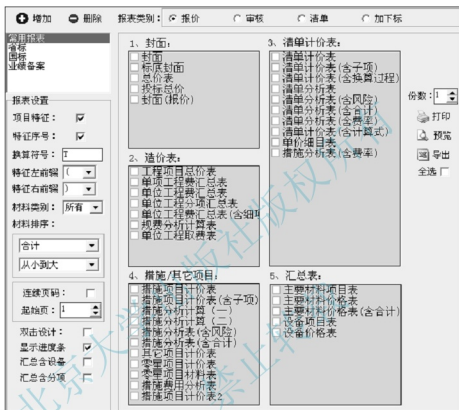 增加 删除 报表类别: 报价 审核 清单 加下标
常用报表
省标
国标
业绩备案
报表设置
项目特征:
特征序号:
换算符号: T
特征左前辍 (
特征右前辍 )
材料类别: 所有
材料排序:
合计
从小到大
连续页码:
起始页: 1
双击设计:
显示进度条
汇总含设备
汇总含分项
1、封面:
封面
标底封面
总价表
投标总价
封面(报价)
2、造价表:
工程项目总价表
单项工程费汇总表
单位工程费汇总表
单位工程分项汇总表
单位工程费汇总表(含细项
规费分析计算表
单位工程取费表
4、措施/其它项目:
措施项目计价表
措施项目计价表(含子项)
措施分析计算(一)
措施分析计算(二)
措施分析表(含风险)
措施分析表(含合计)
其它项目计价表
零星项目计价表
零星项目材料表
措施费用分析表
措施项目计价表2
3、清单计价表:
清单计价表
清单计价表(含子项)
清单计价表(含换算过程)
清单分析表
清单分析表(含风险)
清单分析表(含合计)
清单分析表(含费率)
清单计价表(含计算式)
单价细目表
措施分析表(含费率)
5、汇总表:
主要材料项目表
主要材料价格表
主要材料价格表(含合计)
设备项目表
设备价格表
份数: 1
打印
预览
导出
全选